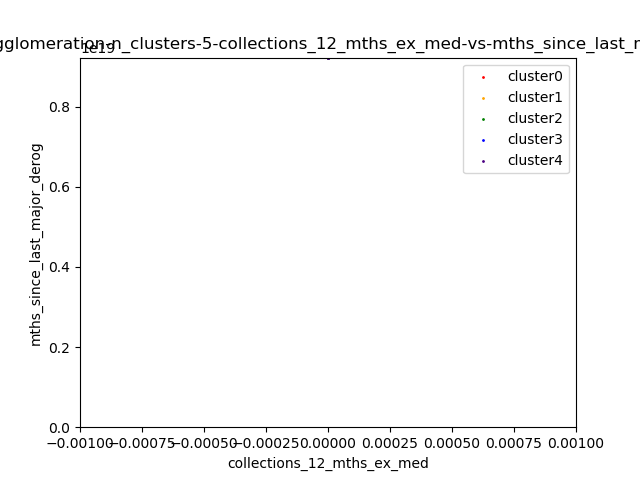 gglomeration-n_clusters-5-collections_12_mths_ex_med-vs-mths_since_last_
1e19
cluster0
cluster1
cluster2
cluster3
cluster4
0.8
0.6
0.4
0.2
0.0
mths_since_last_major_derog
−0.00100 −0.00075 −0.00050 −0.00025 0.00000 0.00025 0.00050 0.00075 0.00100
collections_12_mths_ex_med